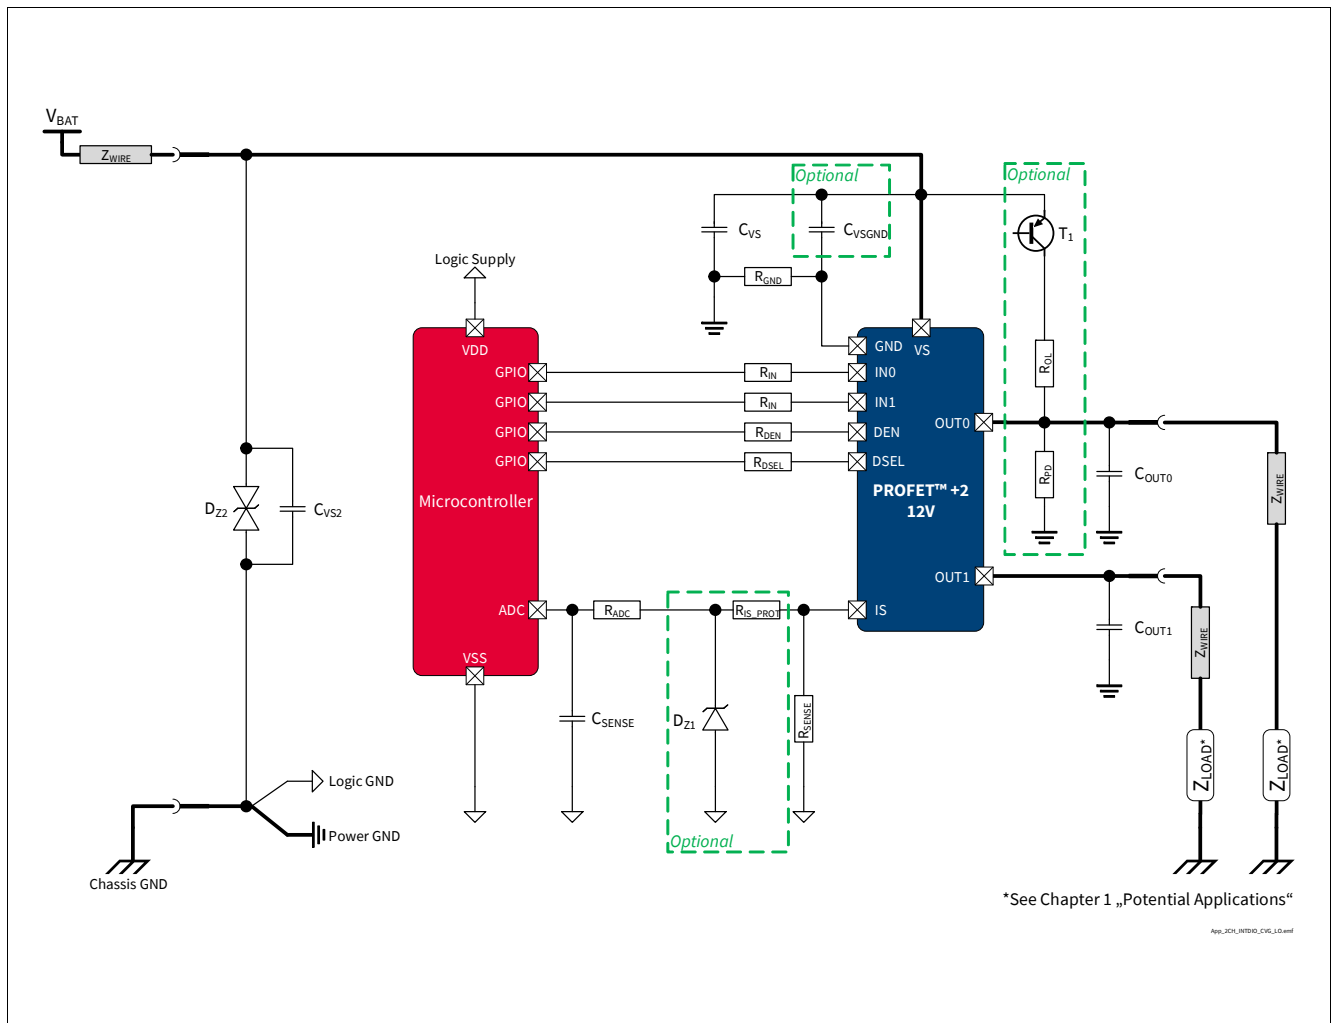 VBAT
ZWIRE
Optional
Optional
CVS
CVSGND
T1
Logic Supply
RGND
VDD
GND
VS
GPIO
RIN
IN0
ROL
GPIO
RIN
IN1
GPIO
RDEN
DEN
OUT0
GPIO
RDSEL
DSEL
RPD
COUT0
ZWIRE
PROFET™ +2
12V
Microcontroller
DZ2
CVS2
OUT1
ADC
RADC
RIS_PROT
IS
COUT1
ZWIRE
VSS
CSENSE
DZ1
RSENSE
ZLOAD*
ZLOAD*
Logic GND
Power GND
Optional
Chassis GND
*See Chapter 1 „Potential Applications“
App_2CH_INTDIO_CVG_LO.emf